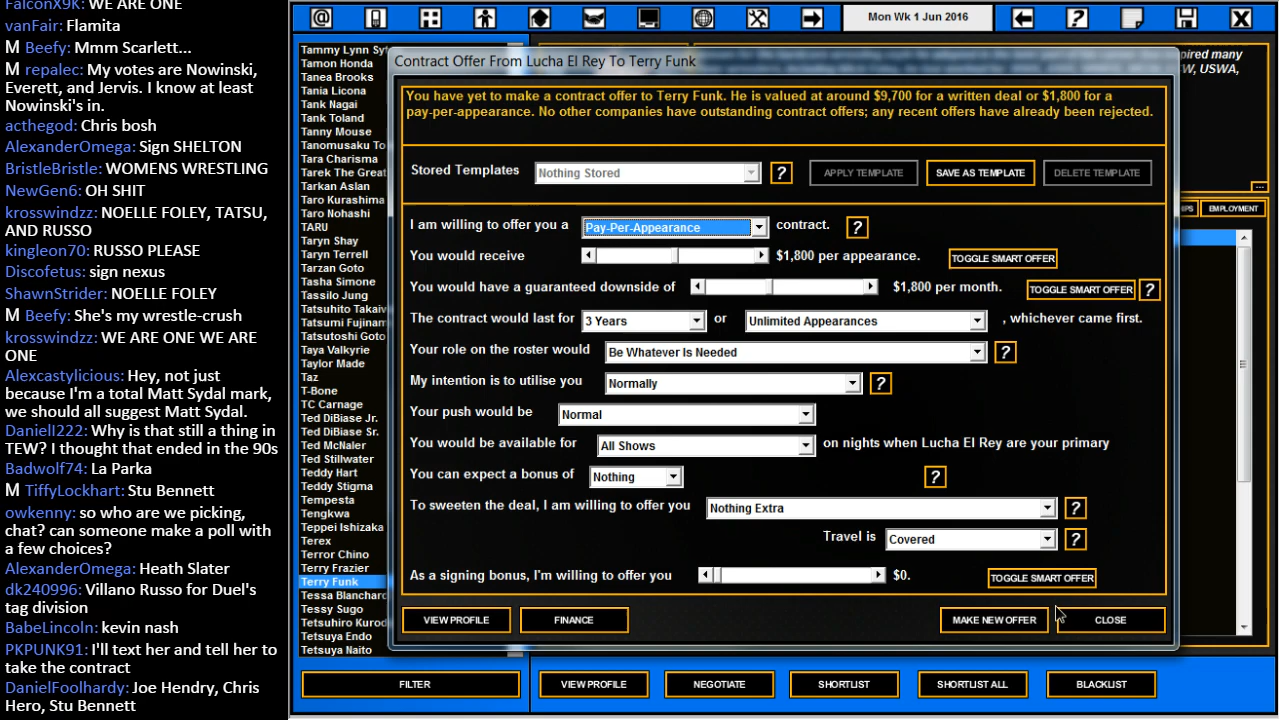 FalconX9K: WE ARE ONE
vanFair: Flamita
M Beefy: Mmm Scarlett...
M repalec: My votes are Nowinski,
Everett, and Jervis. I know at least
Nowinski's in.
acthegod: Chris bosh
AlexanderOmega: Sign SHELTON
BristleBristle: WOMENS WRESTLING
NewGen6: OH SHIT
krosswindzz: NOELLE FOLEY, TATSU,
AND RUSSO
kingleon70: RUSSO PLEASE
Discofetus: sign nexus
ShawnStrider: NOELLE FOLEY
M Beefy: She's my wrestle-crush
krosswindzz: WE ARE ONE WE ARE
ONE
Alexcastylicious: Hey, not just
because I'm a total Matt Sydal mark,
we should all suggest Matt Sydal.
DanielI222: Why is that still a thing in
TEW? I thought that ended in the 90s
Badwolf74: La Parka
M TiffyLockhart: Stu Bennett
owkenny: so who are we picking,
chat? can someone make a poll with
a few choices?
AlexanderOmega: Heath Slater
dk240996: Villano Russo for Duel's
tag division
BabeLincoln: kevin nash
PKPUNK91: I'll text her and tell her to
take the contract
DanielFoolhardy: Joe Hendry, Chris
Hero, Stu Bennett
Mon Wk 1 Jun 2016
Tammy Lynn Sy
Tamon Honda
Tanea Brooks
Tania Licona
Tank Nagai
Tank Toland
Tanny Mouse
Tanomusaku To
Tara Charisma
Tarek The Great
Tarkan Aslan
Taro Kurashima
Taro Nohashi
TARU
Taryn Shay
Taryn Terrell
Tarzan Goto
Tasha Simone
Tassilo Jung
Tatsuhito Takaiv
Tatsumi Fujinam
Tatsutoshi Goto
Taya Valkyrie
Taylor Made
Taz
T-Bone
TC Carnage
Ted DiBiase Jr.
Ted DiBiase Sr.
Ted McNaler
Ted Stillwater
Teddy Hart
Teddy Stigma
Tempesta
Tengkwa
Teppei Ishizaka
Terex
Terror Chino
Terry Frazier
Terry Funk
Tessa Blanchard
Tessy Sugo
Tetsuhiro Kurod
Tetsuya Endo
Tetsuya Naito
FILTER
pired many
W, USWA,
...
IPS
EMPLOYMENT
Contract Offer From Lucha El Rey To Terry Funk
You have yet to make a contract offer to Terry Funk. He is valued at around $9,700 for a written deal or $1,800 for a
pay-per-appearance. No other companies have outstanding contract offers; any recent offers have already been rejected.
Stored Templates Nothing Stored ? APPLY TEMPLATE SAVE AS TEMPLATE DELETE TEMPLATE
I am willing to offer you a Pay-Per-Appearance contract. ?
You would receive $1,800 per appearance. TOGGLE SMART OFFER
You would have a guaranteed downside of $1,800 per month. TOGGLE SMART OFFER ?
The contract would last for 3 Years or Unlimited Appearances , whichever came first.
Your role on the roster would Be Whatever Is Needed ?
My intention is to utilise you Normally ?
Your push would be Normal
You would be available for All Shows on nights when Lucha El Rey are your primary
You can expect a bonus of Nothing ?
To sweeten the deal, I am willing to offer you Nothing Extra ?
Travel is Covered ?
As a signing bonus, I'm willing to offer you $0. TOGGLE SMART OFFER
VIEW PROFILE FINANCE MAKE NEW OFFER CLOSE
VIEW PROFILE NEGOTIATE SHORTLIST SHORTLIST ALL BLACKLIST